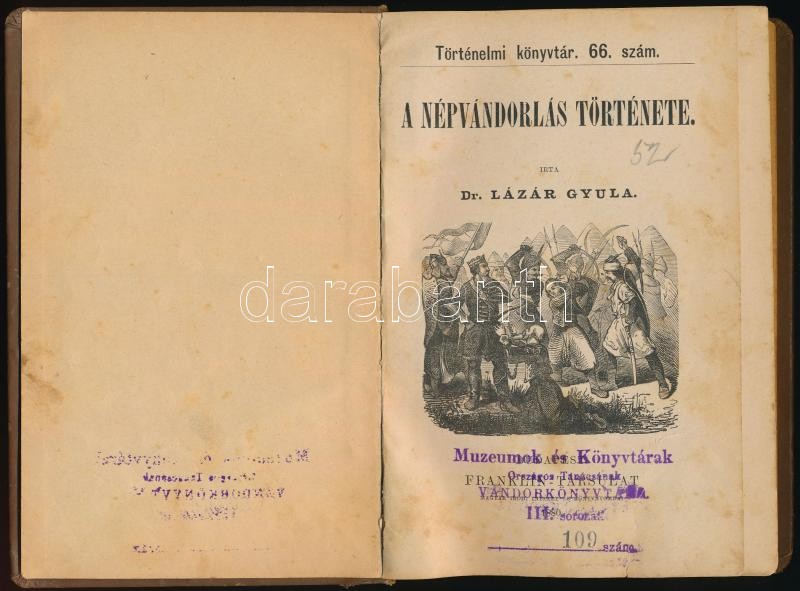 Történelmi könyvtár. 66. szám.
A NÉPVÁNDORLÁS TÖRTÉNETE.
52
IRTA
Dr. LÁZÁR GYULA.
darabanth
Muzeumok és Könyvtárak
FRANKLIN-TÁRSULAT
Országos Tanácsának
VÁNDORKÖNYVTÁRA.
III. sorozat
109 szám.